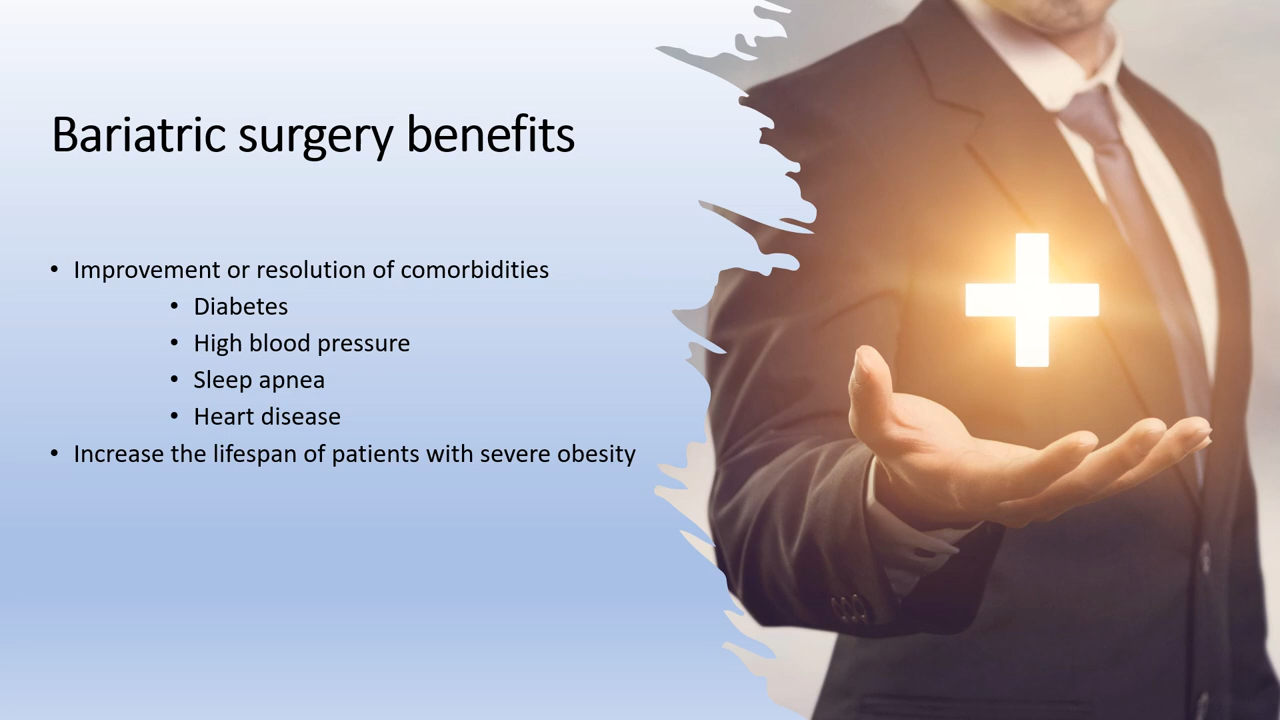 Bariatric surgery benefits
• Improvement or resolution of comorbidities
• Diabetes
• High blood pressure
• Sleep apnea
• Heart disease
• Increase the lifespan of patients with severe obesity